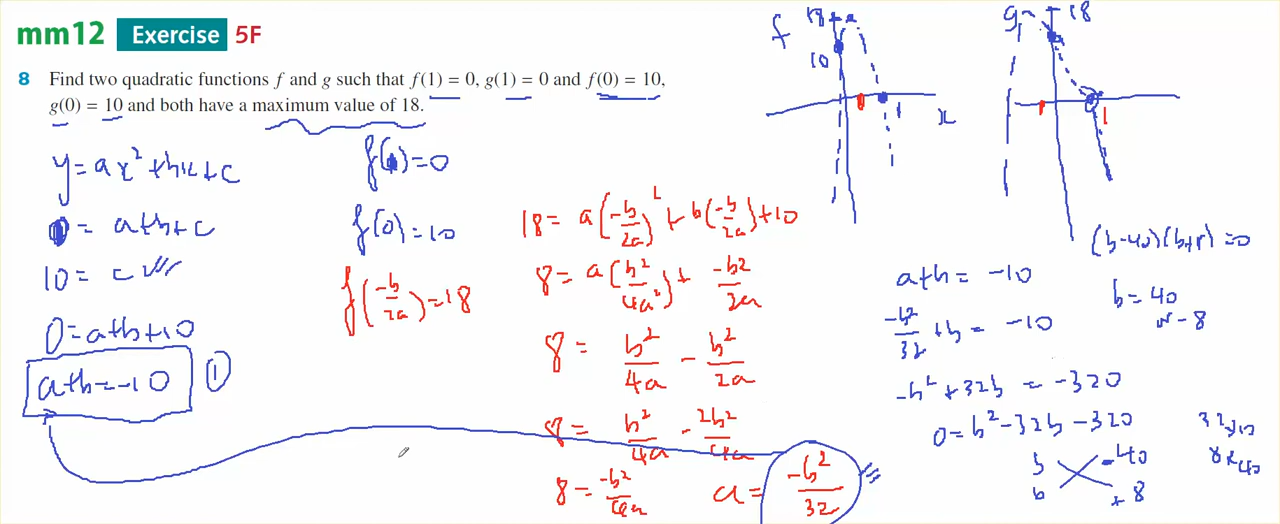 mm12 Exercise 5F
8 Find two quadratic functions f and g such that f(1) = 0, g(1) = 0 and f(0) = 10,
g(0) = 10 and both have a maximum value of 18.
y = ax² + bx + c
0 = a+b+c
10 = c
0 = a+b+10
a+b = -10 ①
f(1) = 0
f(0) = 10
f(-b/2a) = 18
18 = a(-b/2a)² + b(-b/2a) + 10
8 = a(b²/4a²) + -b²/2a
8 = b²/4a - b²/2a
8 = b²/4a - 2b²/4a
8 = -b²/4a
a = -b²/32
f
18
10
1
x
g
18
1
a+b = -10
-b²/32 + b = -10
-b² + 32b = -320
0 = b² - 32b - 320
b -40
b +8
32x10
8x40
(b-40)(b+8) = 0
b = 40
or -8